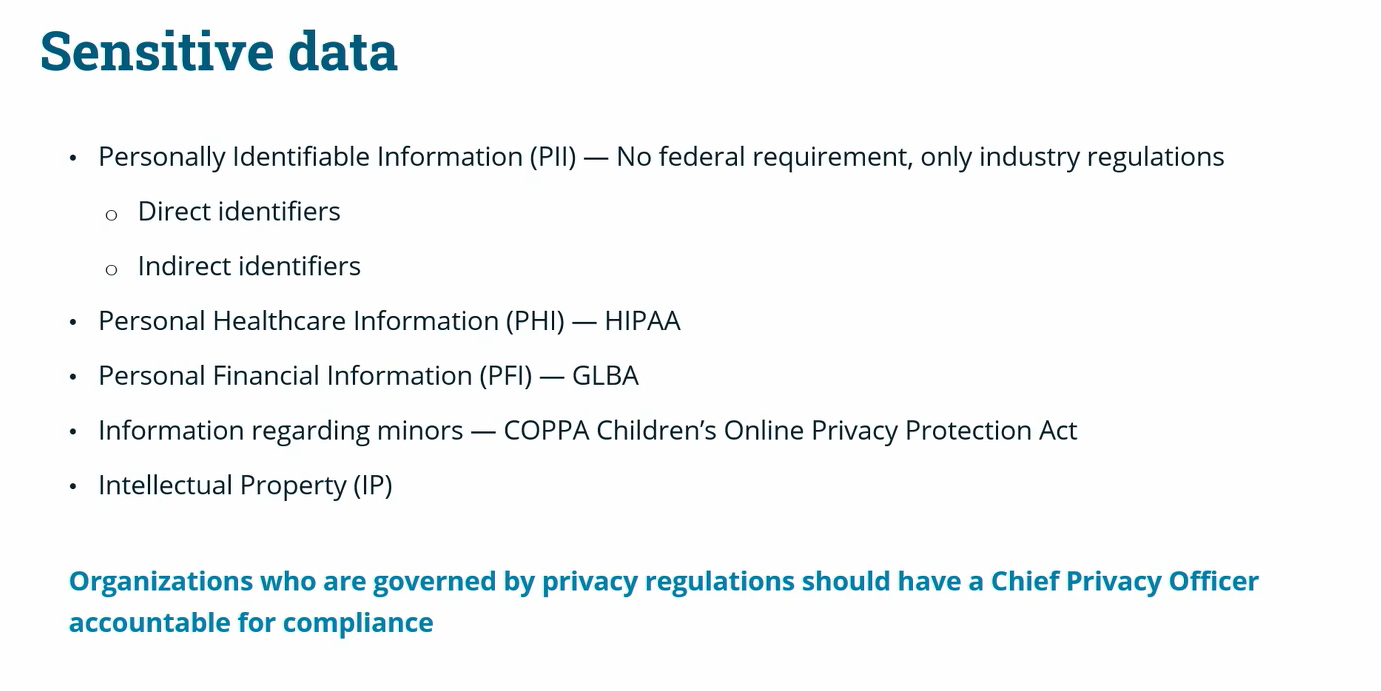 Sensitive data
• Personally Identifiable Information (PII) — No federal requirement, only industry regulations
○ Direct identifiers
○ Indirect identifiers
• Personal Healthcare Information (PHI) — HIPAA
• Personal Financial Information (PFI) — GLBA
• Information regarding minors — COPPA Children’s Online Privacy Protection Act
• Intellectual Property (IP)
Organizations who are governed by privacy regulations should have a Chief Privacy Officer
accountable for compliance